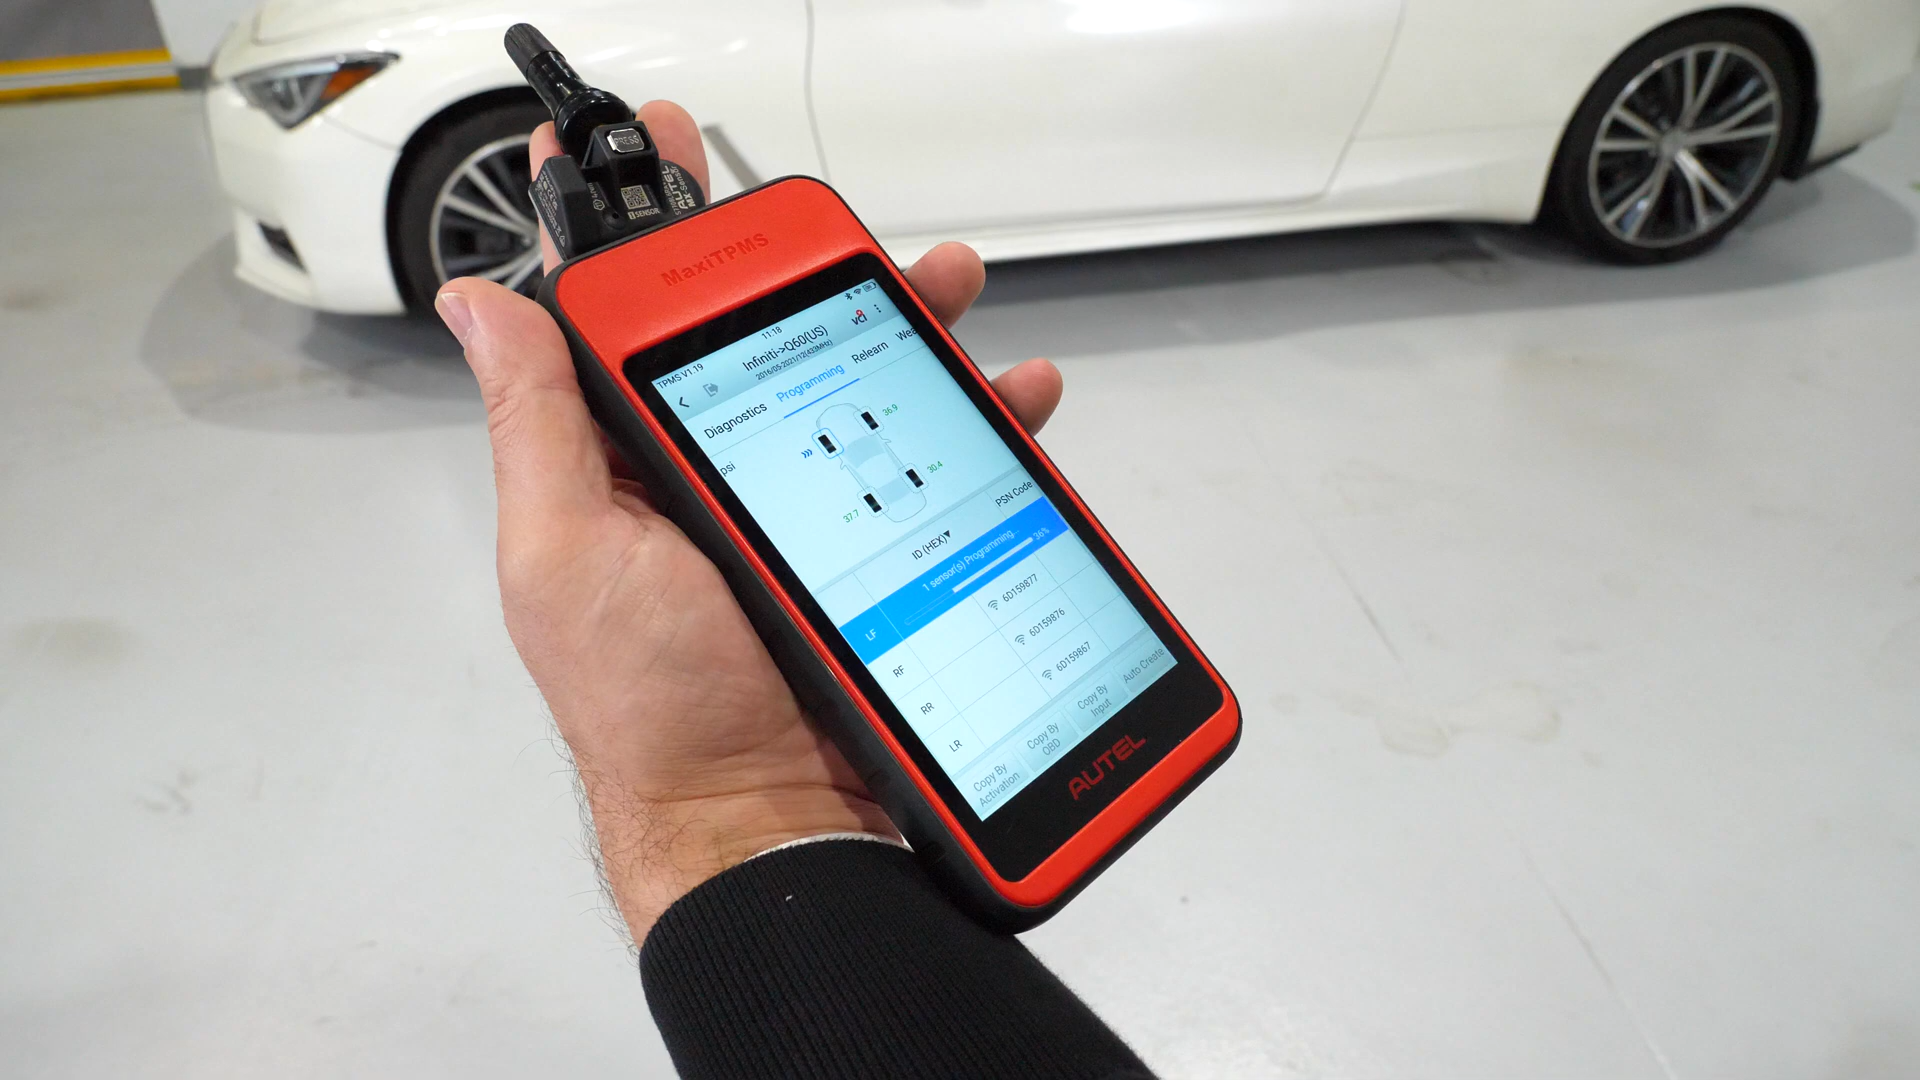 PRESS
SENSOR
AUTEL
MX-Sensor
MaxiTPMS
11:18
TPMS V1.19
Infiniti->Q60(US)
2016/05-2021/12(433MHz)
vci
Diagnostics Programming Relearn Wea
psi
36.9
30.4
37.7
ID (HEX)▼ PSN Code
1 sensor(s) Programming... 36%
LF
RF 6D159877
RR 6D159876
LR 6D159867
Copy By Activation
Copy By OBD
Copy By Input
Auto Create
AUTEL